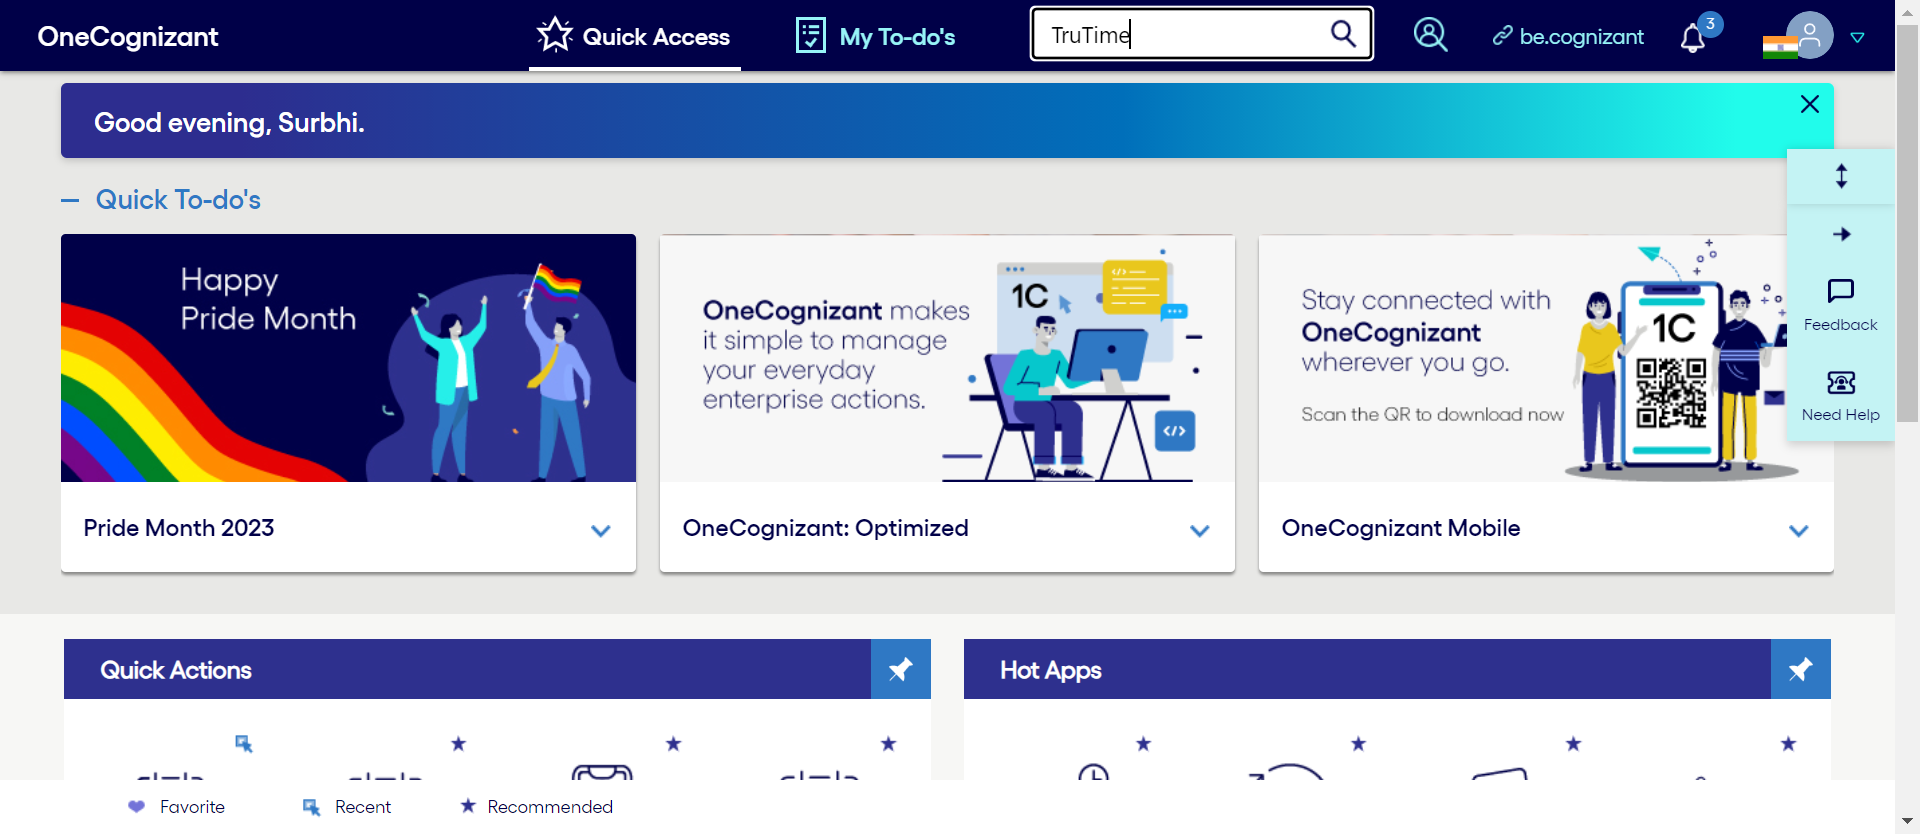 OneCognizant
Quick Access
My To-do's
TruTime
be.cognizant
3
Good evening, Surbhi.
Quick To-do's
Happy
Pride Month
Pride Month 2023
1C
OneCognizant makes
it simple to manage
your everyday
enterprise actions.
</>
</>
OneCognizant: Optimized
Stay connected with
OneCognizant
wherever you go.
Scan the QR to download now
1C
OneCognizant Mobile
Feedback
Need Help
Quick Actions
Hot Apps
Favorite
Recent
Recommended